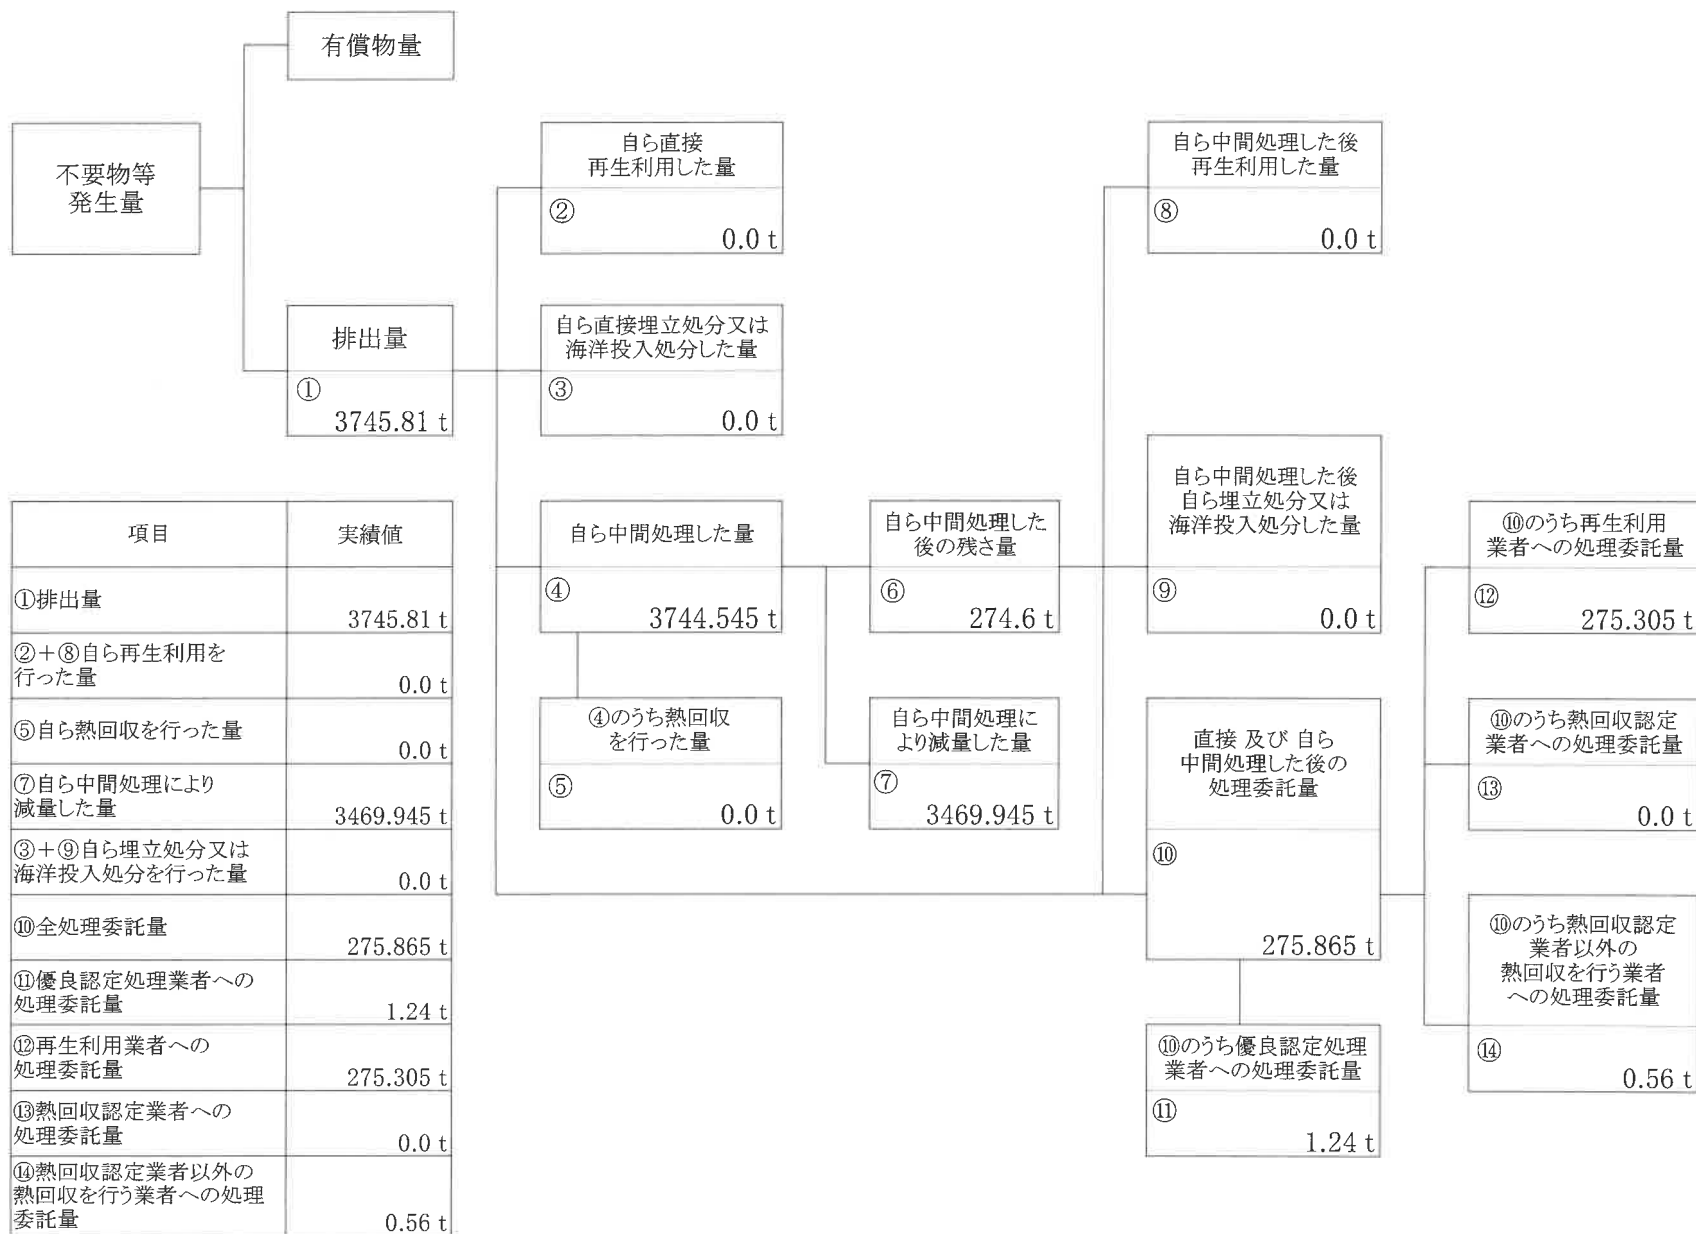 有償物量
不要物等
発生量
自ら直接
再生利用した量
②
0.0 t
自ら中間処理した後
再生利用した量
⑧
0.0 t
排出量
①
3745.81 t
自ら直接埋立処分又は
海洋投入処分した量
③
0.0 t
自ら中間処理した量
④
3744.545 t
自ら中間処理した
後の残さ量
⑥
274.6 t
自ら中間処理した後
自ら埋立処分又は
海洋投入処分した量
⑨
0.0 t
⑩のうち再生利用
業者への処理委託量
⑫
275.305 t
④のうち熱回収
を行った量
⑤
0.0 t
自ら中間処理に
より減量した量
⑦
3469.945 t
直接 及び 自ら
中間処理した後の
処理委託量
⑩
275.865 t
⑩のうち熱回収認定
業者への処理委託量
⑬
0.0 t
⑩のうち熱回収認定
業者以外の
熱回収を行う業者
への処理委託量
⑭
0.56 t
⑩のうち優良認定処理
業者への処理委託量
⑪
1.24 t
項目 実績値
①排出量
3745.81 t
②+⑧自ら再生利用を
行った量
0.0 t
⑤自ら熱回収を行った量
0.0 t
⑦自ら中間処理により
減量した量
3469.945 t
③+⑨自ら埋立処分又は
海洋投入処分を行った量
0.0 t
⑩全処理委託量
275.865 t
⑪優良認定処理業者への
処理委託量
1.24 t
⑫再生利用業者への
処理委託量
275.305 t
⑬熱回収認定業者への
処理委託量
0.0 t
⑭熱回収認定業者以外の
熱回収を行う業者への処理
委託量
0.56 t